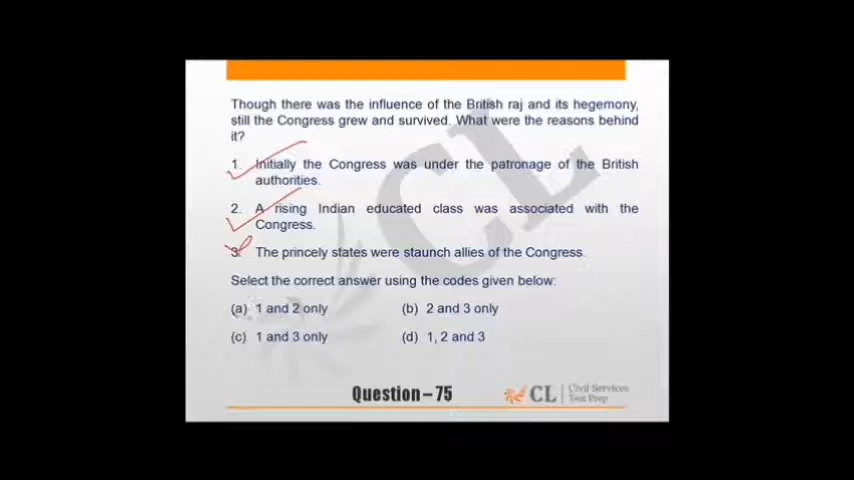 Though there was the influence of the British raj and its hegemony,
still the Congress grew and survived. What were the reasons behind
it?
1. Initially the Congress was under the patronage of the British
authorities.
2. A rising Indian educated class was associated with the
Congress.
3. The princely states were staunch allies of the Congress.
Select the correct answer using the codes given below:
(a) 1 and 2 only (b) 2 and 3 only
(c) 1 and 3 only (d) 1, 2 and 3
Question – 75
CL Civil Services
Test Prep
CL